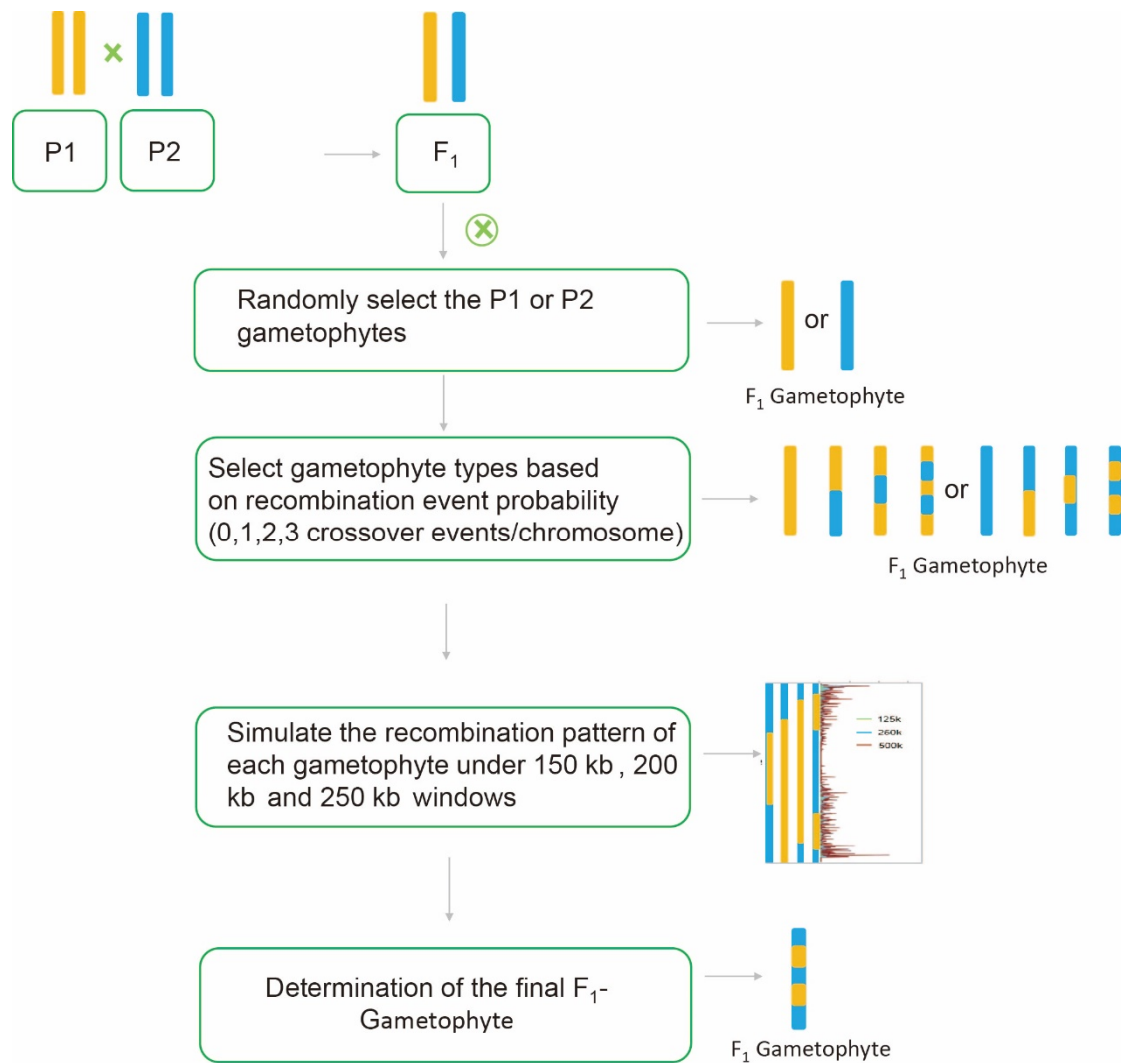 P1
P2
F₁
Randomly select the P1 or P2
gametophytes
or
F₁ Gametophyte
Select gametophyte types based
on recombination event probability
(0,1,2,3 crossover events/chromosome)
or
F₁ Gametophyte
Simulate the recombination pattern of
each gametophyte under 150 kb , 200
kb and 250 kb windows
125k
260k
500k
Determination of the final F₁-
Gametophyte
F₁ Gametophyte